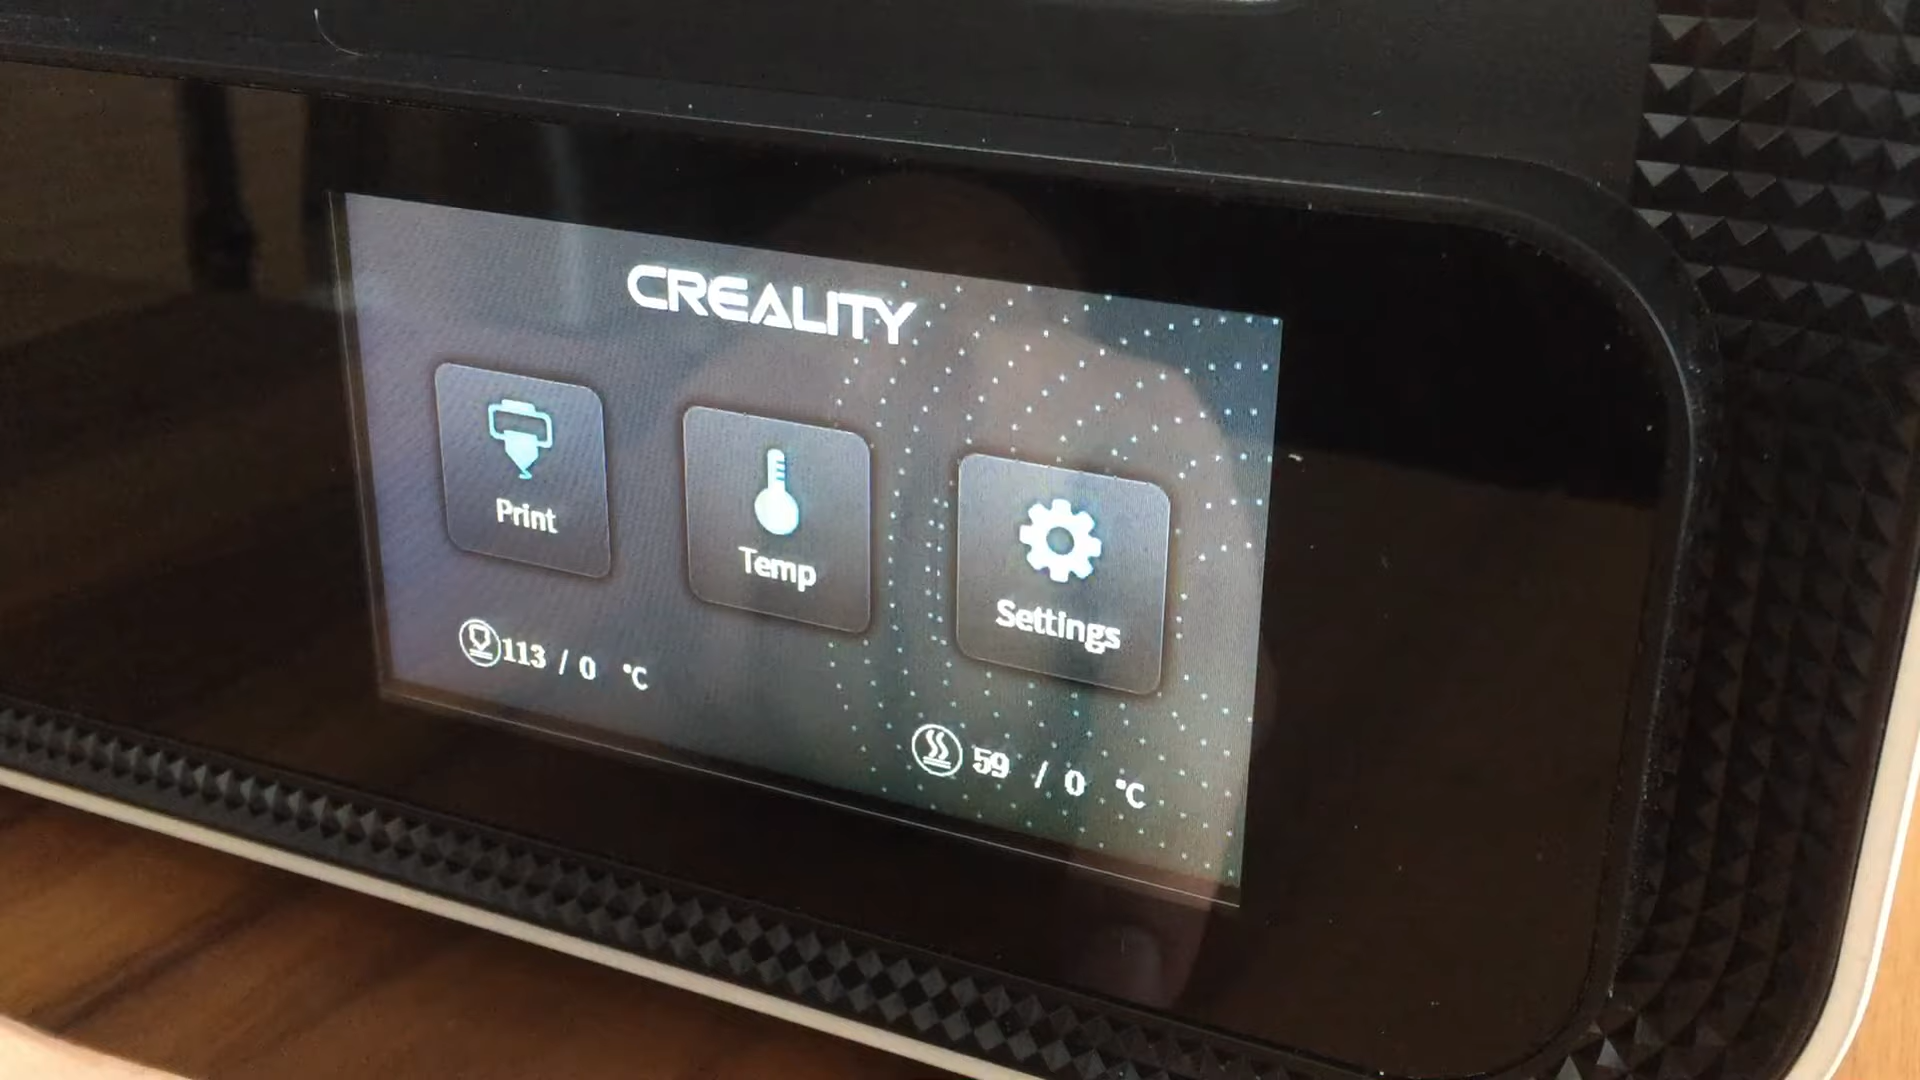 CREALITY
Print
Temp
Settings
113 / 0 °C
59 / 0 °C